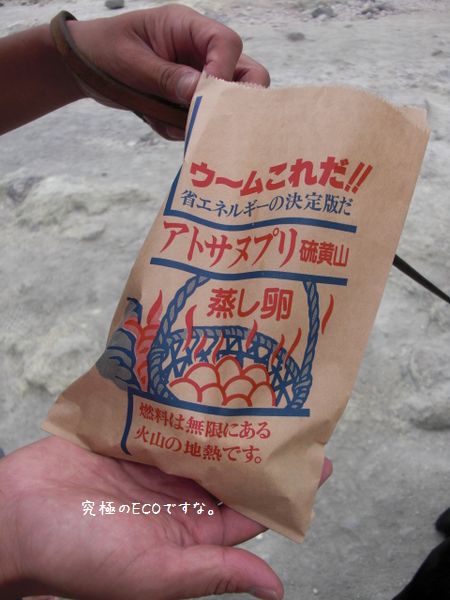 ウ〜ムこれだ!!
省エネルギーの決定版だ
アトサヌプリ硫黄山
蒸し卵
燃料は無限にある
火山の地熱です。
究極のECOですな。